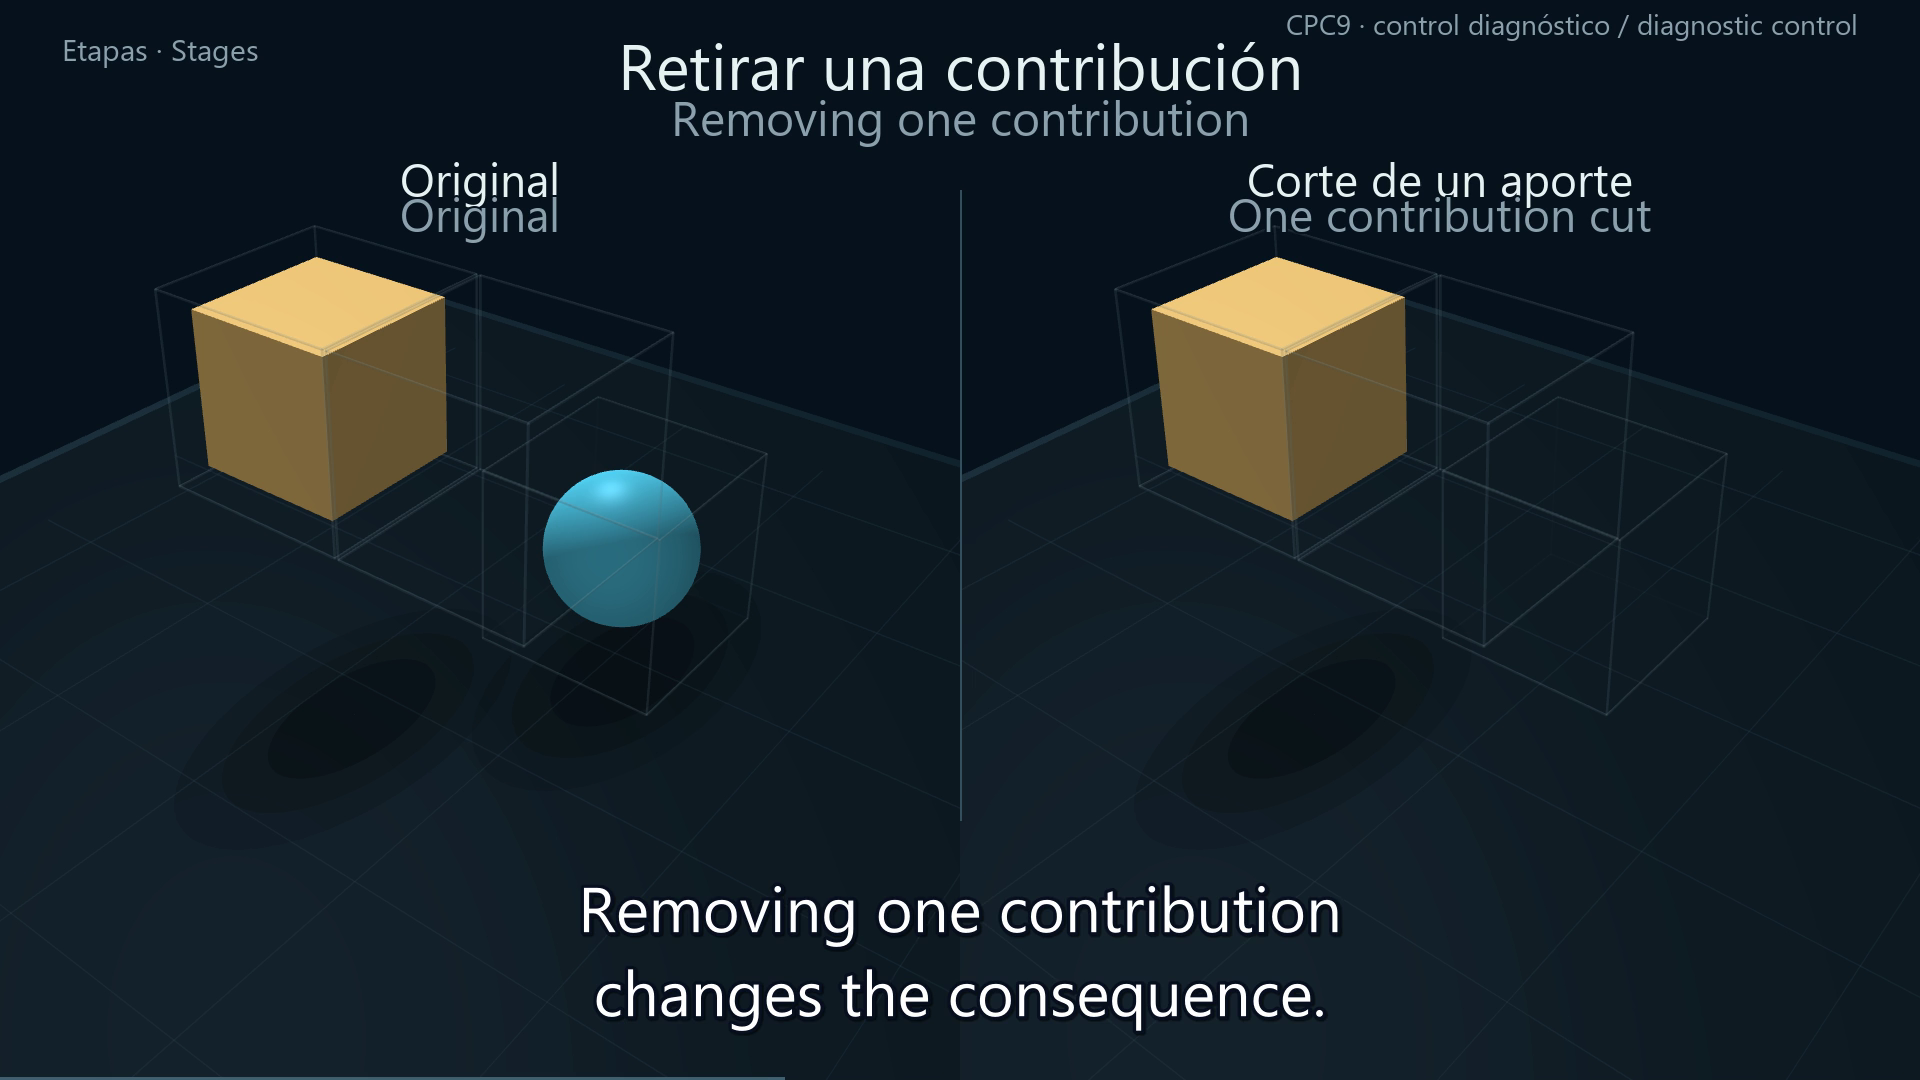 Etapas · Stages
CPC9 · control diagnóstico / diagnostic control
Retirar una contribución
Removing one contribution
Original
Original
Corte de un aporte
One contribution cut
Removing one contribution
changes the consequence.